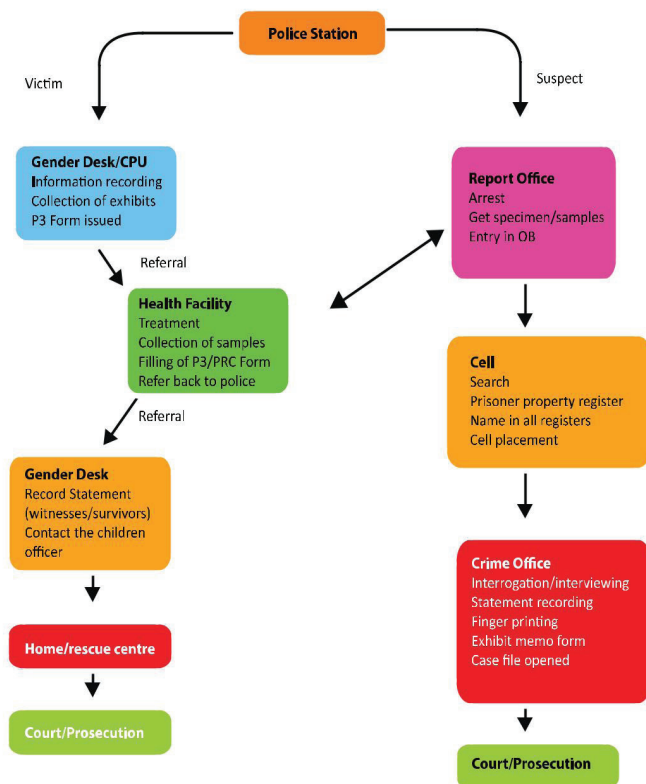 Police Station
Victim
Suspect
Gender Desk/CPU
Information recording
Collection of exhibits
P3 Form issued
Referral
Health Facility
Treatment
Collection of samples
Filling of P3/PRC Form
Refer back to police
Referral
Gender Desk
Record Statement
(witnesses/survivors)
Contact the children
officer
Home/rescue centre
Court/Prosecution
Report Office
Arrest
Get specimen/samples
Entry in OB
Cell
Search
Prisoner property register
Name in all registers
Cell placement
Crime Office
Interrogation/interviewing
Statement recording
Finger printing
Exhibit memo form
Case file opened
Court/Prosecution